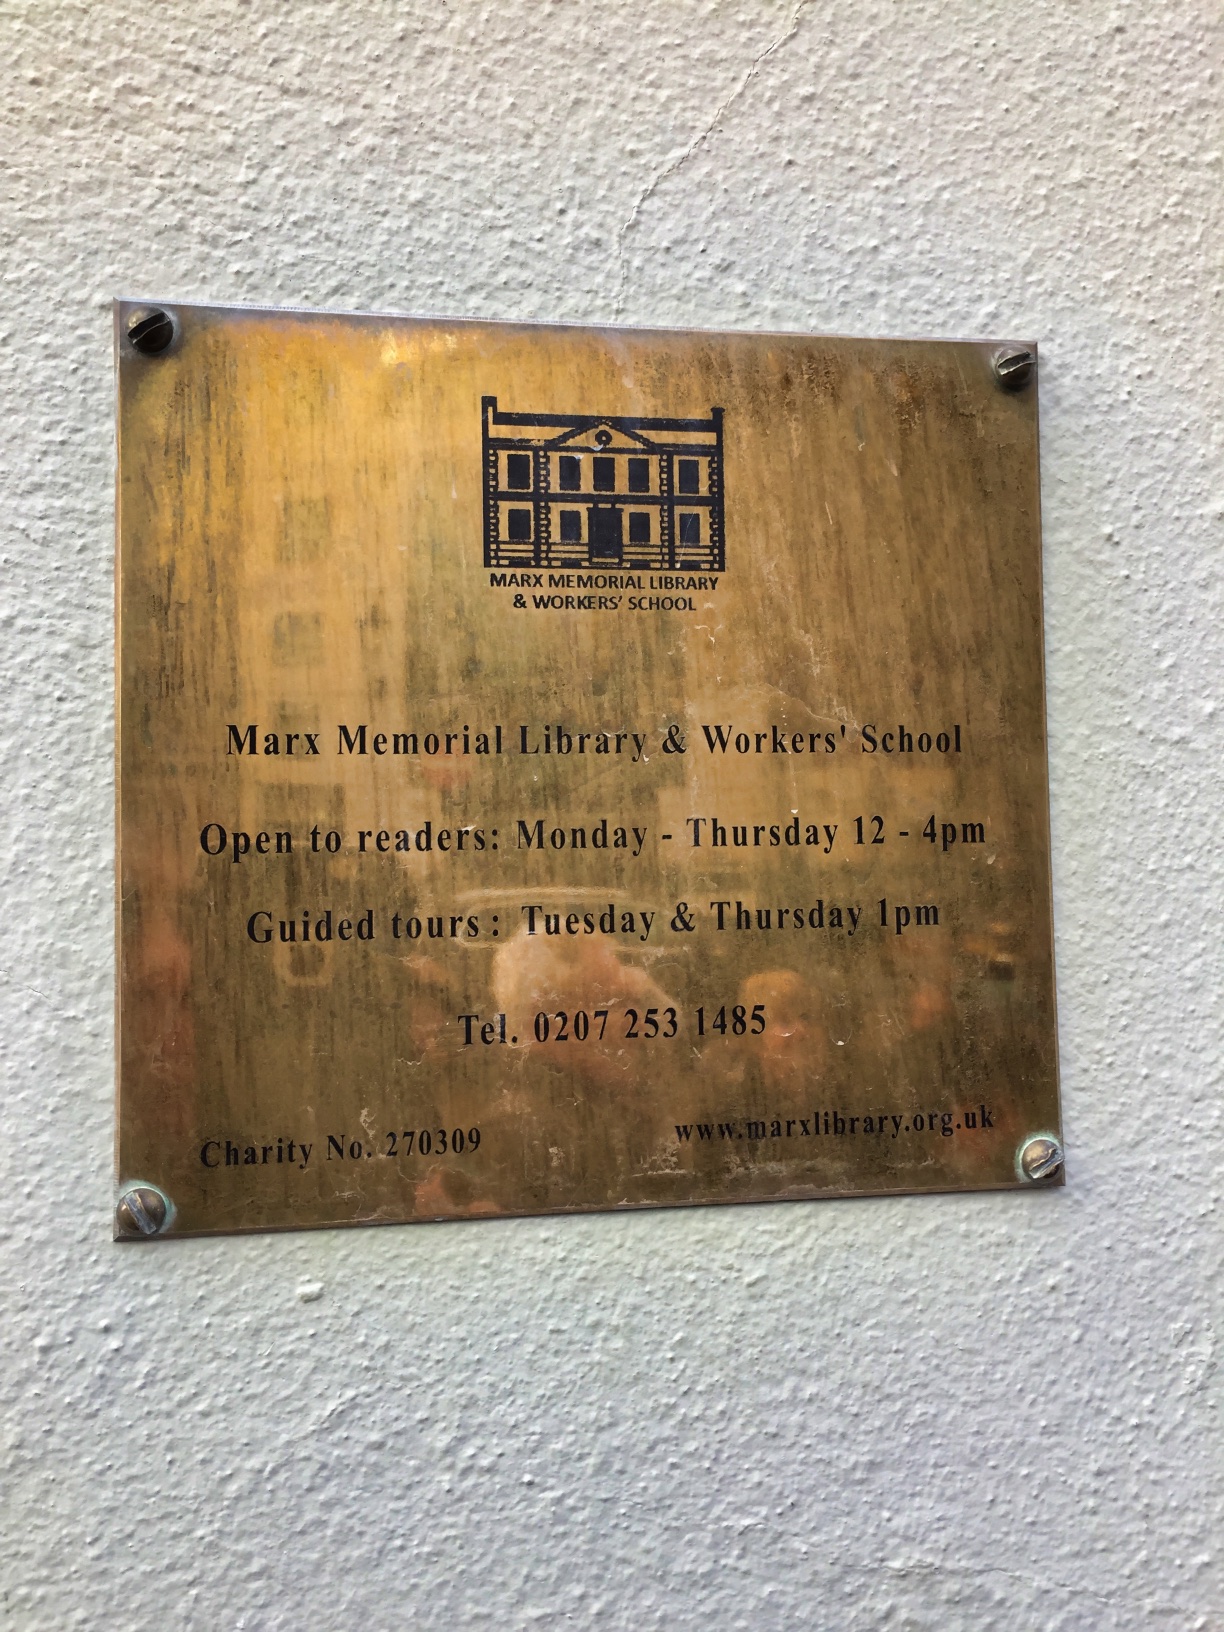 MARX MEMORIAL LIBRARY
& WORKERS' SCHOOL
Marx Memorial Library & Workers' School
Open to readers: Monday - Thursday 12 - 4pm
Guided tours: Tuesday & Thursday 1pm
Tel. 0207 253 1485
Charity No. 270309
www.marxlibrary.org.uk